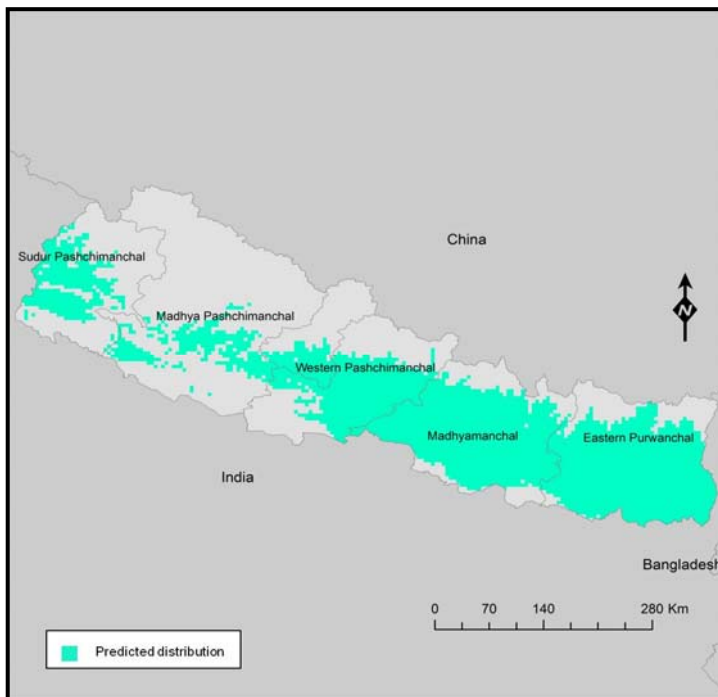 China
Sudur Pashchimanchal
Madhya Pashchimanchal
N
Western Pashchimanchal
Madhyamanchal
Eastern Purwanchal
India
Bangladesh
0 70 140 280 Km
Predicted distribution